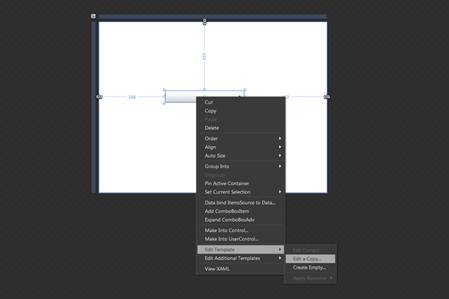 Cut
Copy
Paste
Delete
Order
Align
Auto Size
Group Into
Ungroup
Pin Active Container
Set Current Selection
Data bind ItemsSource to Data...
Add ComboBoxItem
Expand ComboBoxAdv
Make Into Control...
Make Into UserControl...
Edit Template
Edit Current
Edit a Copy...
Edit Additional Templates
Create Empty...
View XAML
Apply Resource